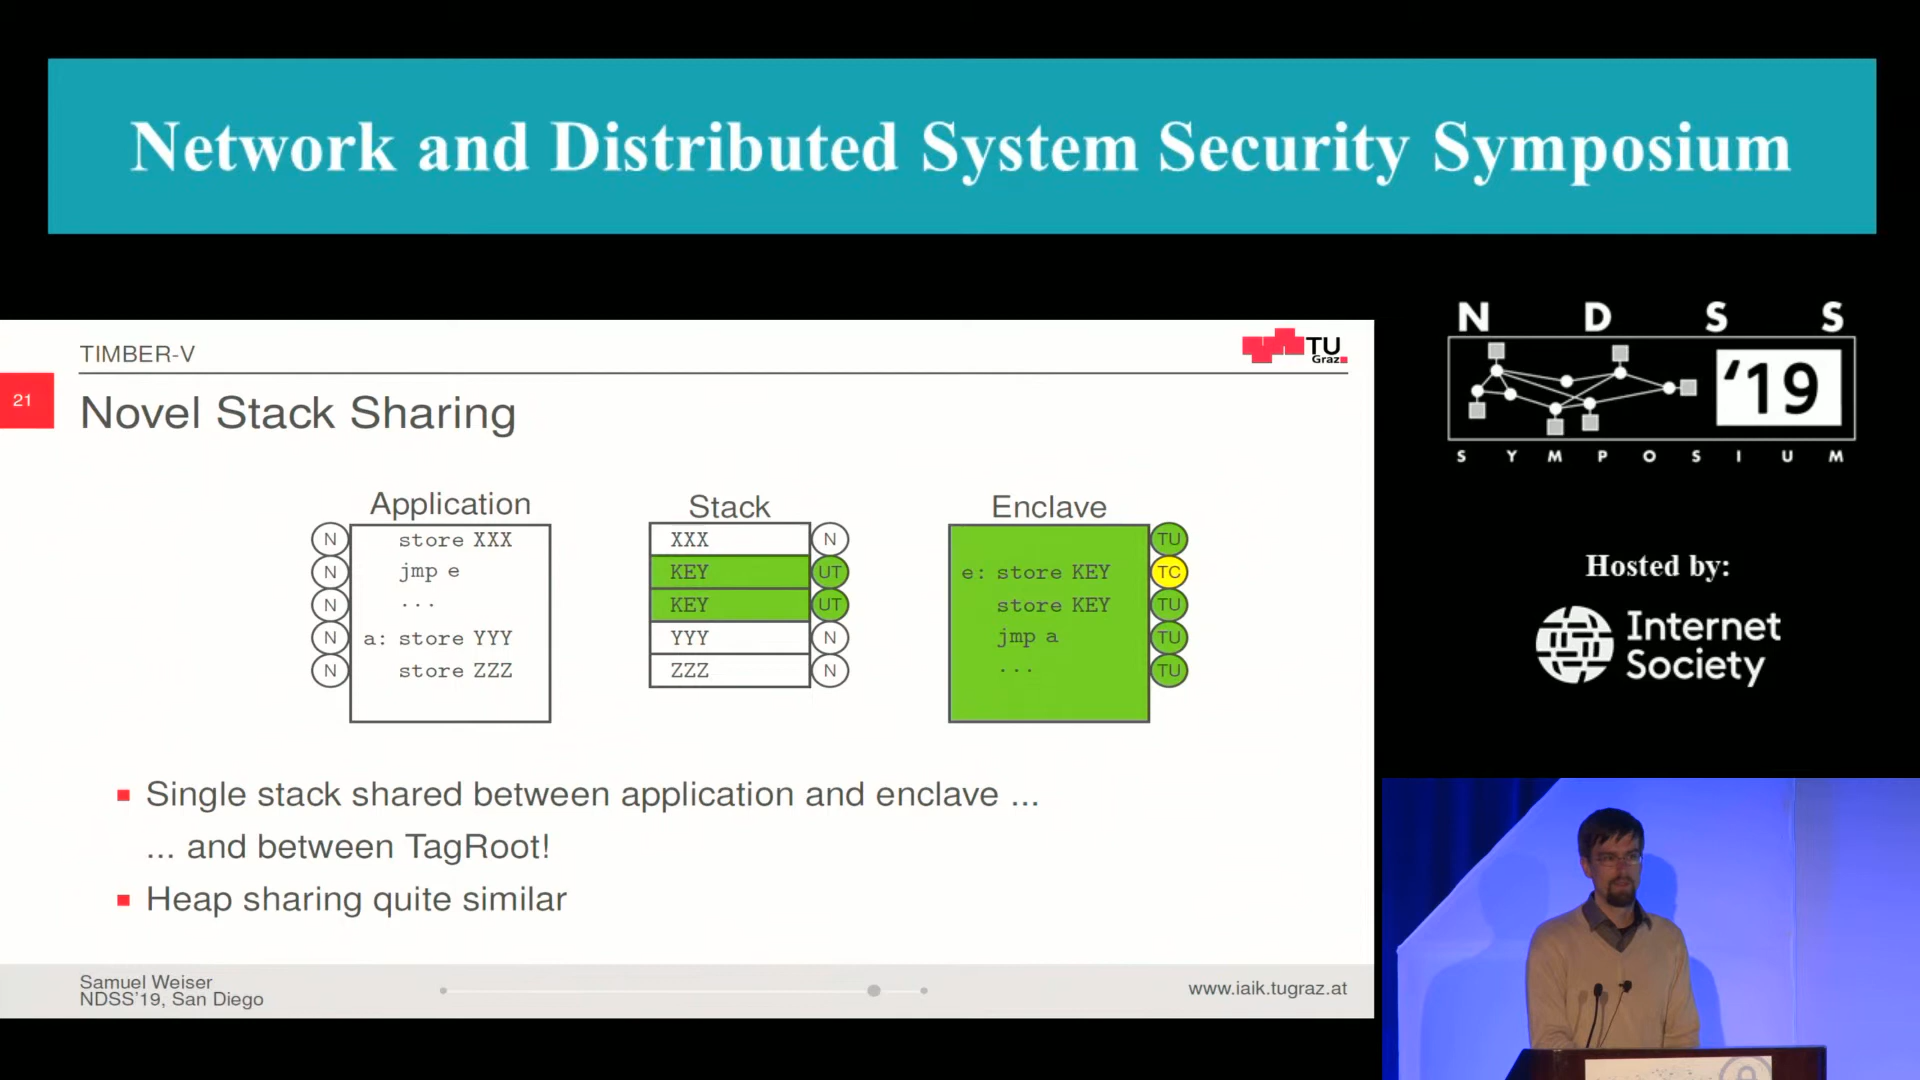 Network and Distributed System Security Symposium
N D S S
'19
S Y M P O S I U M
Hosted by:
Internet
Society
TIMBER-V
TU
Graz
21
Novel Stack Sharing
Application
N store XXX
N jmp e
N ...
N a: store YYY
N store ZZZ
Stack
XXX N
KEY UT
KEY UT
YYY N
ZZZ N
Enclave
TU
e: store KEY TC
store KEY TU
jmp a TU
... TU
Single stack shared between application and enclave ...
... and between TagRoot!
Heap sharing quite similar
Samuel Weiser
NDSS'19, San Diego
www.iaik.tugraz.at